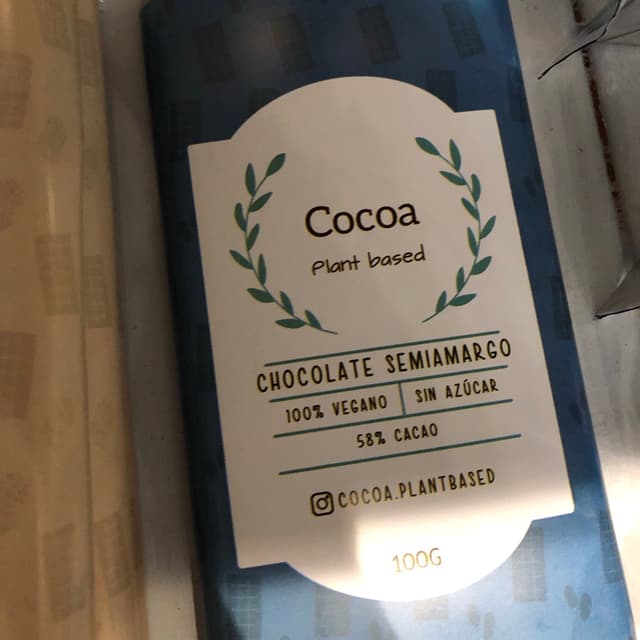 Cocoa
Plant based
CHOCOLATE SEMIAMARGO
100% VEGANO SIN AZÚCAR
58% CACAO
COCOA.PLANTBASED
100G